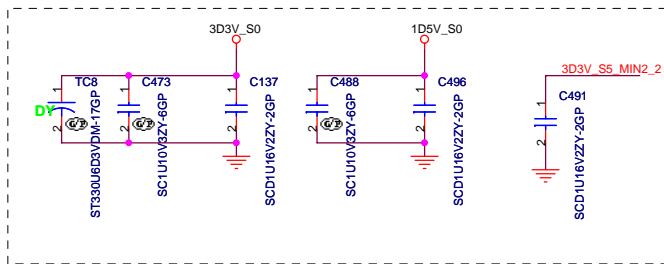 3D3V_S0
1D5V_S0
3D3V_S5_MIN2_2
TC8
C473
C137
C488
C496
C491
1
1
1
1
1
1
DY
G/P
G/P
G/P
2
2
2
2
2
2
ST330U6D3VDM-17GP
SC1U10V3ZY-6GP
SCD1U16V2ZY-2GP
SC1U10V3ZY-6GP
SCD1U16V2ZY-2GP
SCD1U16V2ZY-2GP